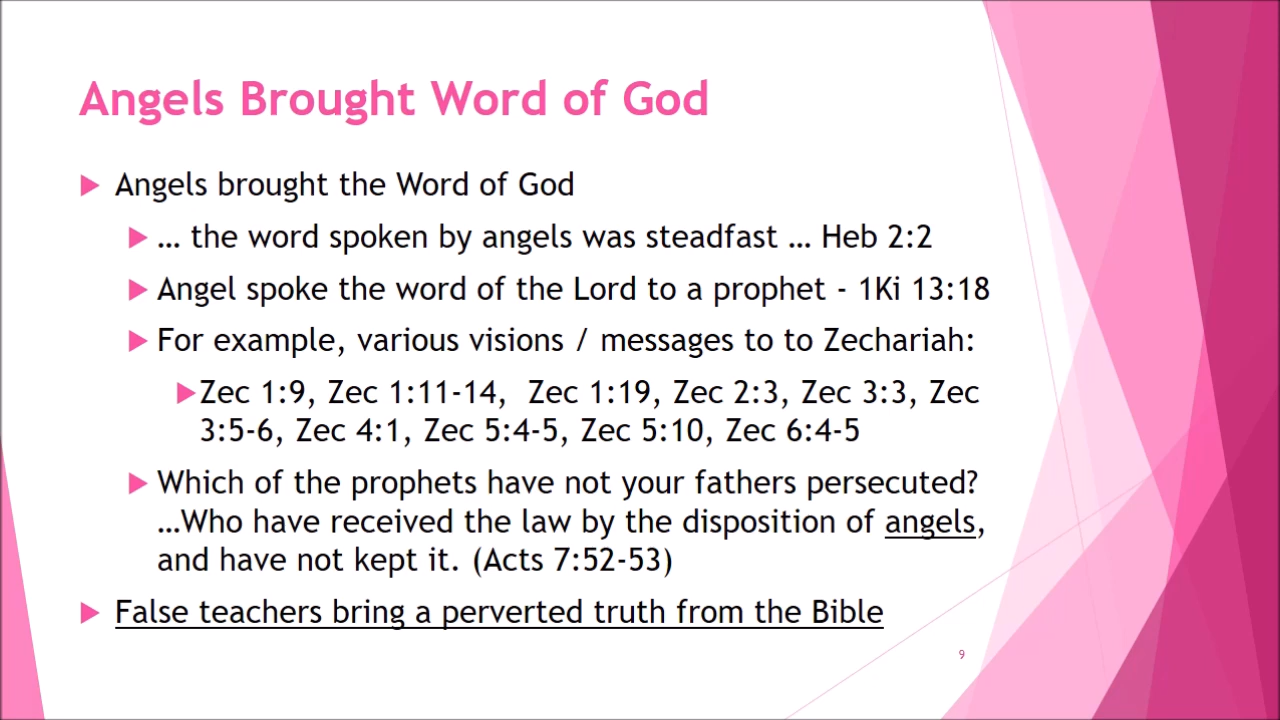 Angels Brought Word of God
Angels brought the Word of God
… the word spoken by angels was steadfast … Heb 2:2
Angel spoke the word of the Lord to a prophet - 1Ki 13:18
For example, various visions / messages to to Zechariah:
Zec 1:9, Zec 1:11-14, Zec 1:19, Zec 2:3, Zec 3:3, Zec
3:5-6, Zec 4:1, Zec 5:4-5, Zec 5:10, Zec 6:4-5
Which of the prophets have not your fathers persecuted?
…Who have received the law by the disposition of angels,
and have not kept it. (Acts 7:52-53)
False teachers bring a perverted truth from the Bible
9